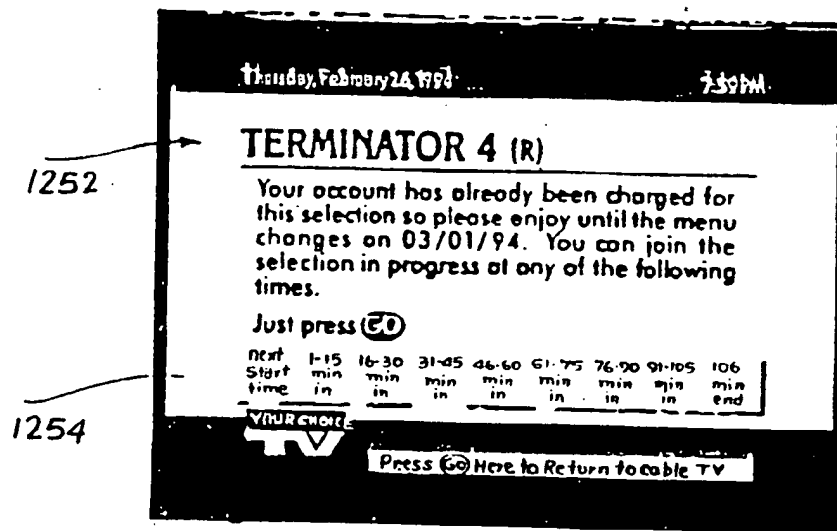 Thursday, February 26, 1994 7:59PM
TERMINATOR 4 (R)
1252
Your account has already been charged for
this selection so please enjoy until the menu
changes on 03/01/94. You can join the
selection in progress at any of the following
times.
Just press GO
next 1-15 16-30 31-45 46-60 61-75 76-90 91-105 106
Start min min min min min min min min
time in in in in in in in end
1254
YOUR CHOICE
TV
Press GO Here to Return to cable TV